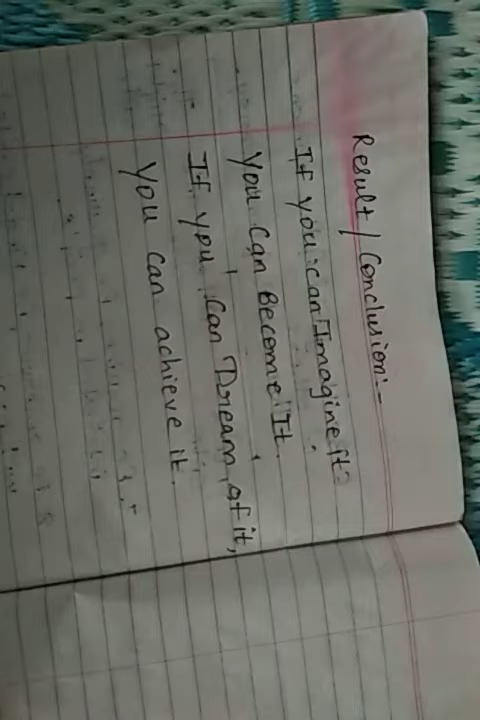 Result / Conclusion:-
If you can Imagine it
You Can Become It.
If you Can Dream of it,
You can achieve it.